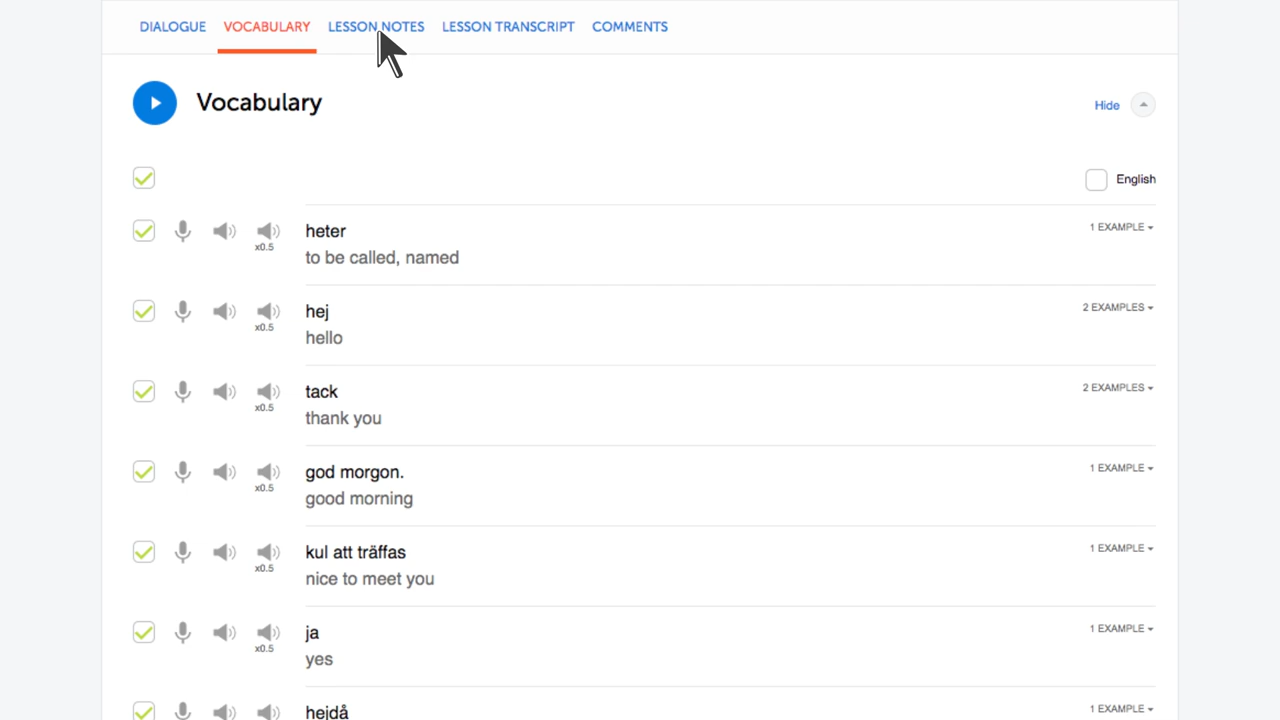 DIALOGUE VOCABULARY LESSON NOTES LESSON TRANSCRIPT COMMENTS
Vocabulary
Hide
English
heter
1 EXAMPLE
x0.5
to be called, named
hej
2 EXAMPLES
x0.5
hello
tack
2 EXAMPLES
x0.5
thank you
god morgon.
1 EXAMPLE
x0.5
good morning
kul att träffas
1 EXAMPLE
x0.5
nice to meet you
ja
1 EXAMPLE
x0.5
yes
hejdå
1 EXAMPLE